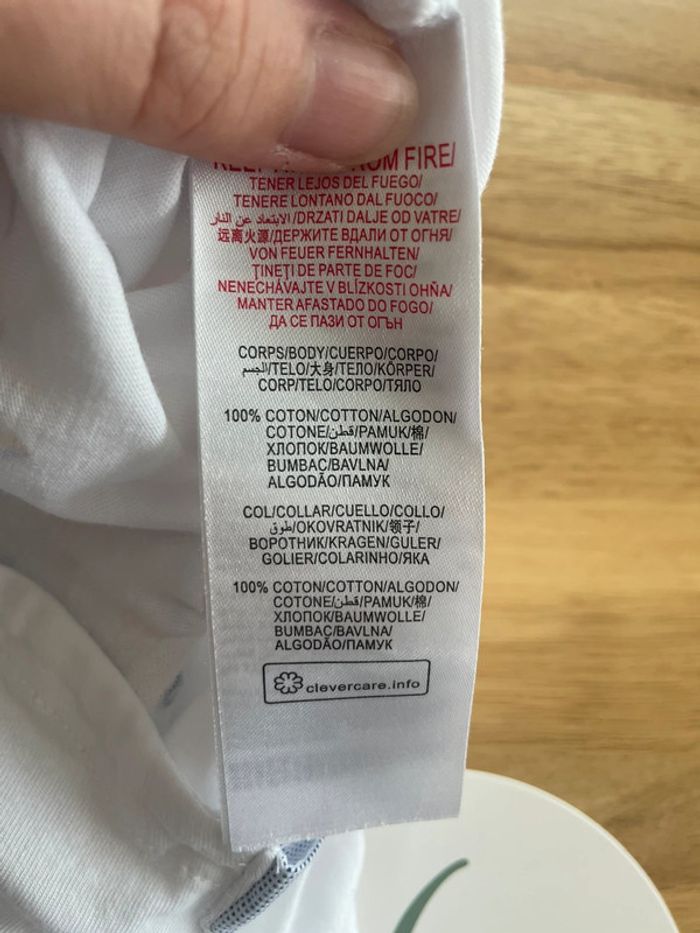 FROM FIRE/
TENER LEJOS DEL FUEGO/
TENERE LONTANO DAL FUOCO/
الابتعاد عن النار/DRZATI DALJE OD VATRE/
远离火源/ДЕРЖИТЕ ВДАЛИ ОТ ОГНЯ/
VON FEUER FERNHALTEN/
ŢINEŢI DE PARTE DE FOC/
NENECHÁVAJTE V BLÍZKOSTI OHŇA/
MANTER AFASTADO DO FOGO/
ДА СЕ ПАЗИ ОТ ОГЪН
CORPS/BODY/CUERPO/CORPO/
الجسم/TELO/大身/ТЕЛО/KÖRPER/
CORP/TELO/CORPO/ТЯЛО
100% COTON/COTTON/ALGODON/
COTONE/قطن/PAMUK/棉/
ХЛОПОК/BAUMWOLLE/
BUMBAC/BAVLNA/
ALGODÃO/ПАМУК
COL/COLLAR/CUELLO/COLLO/
طوق/OKOVRATNIK/领子/
ВОРОТНИК/KRAGEN/GULER/
GOLIER/COLARINHO/ЯКА
100% COTON/COTTON/ALGODON/
COTONE/قطن/PAMUK/棉/
ХЛОПОК/BAUMWOLLE/
BUMBAC/BAVLNA/
ALGODÃO/ПАМУК
clevercare.info